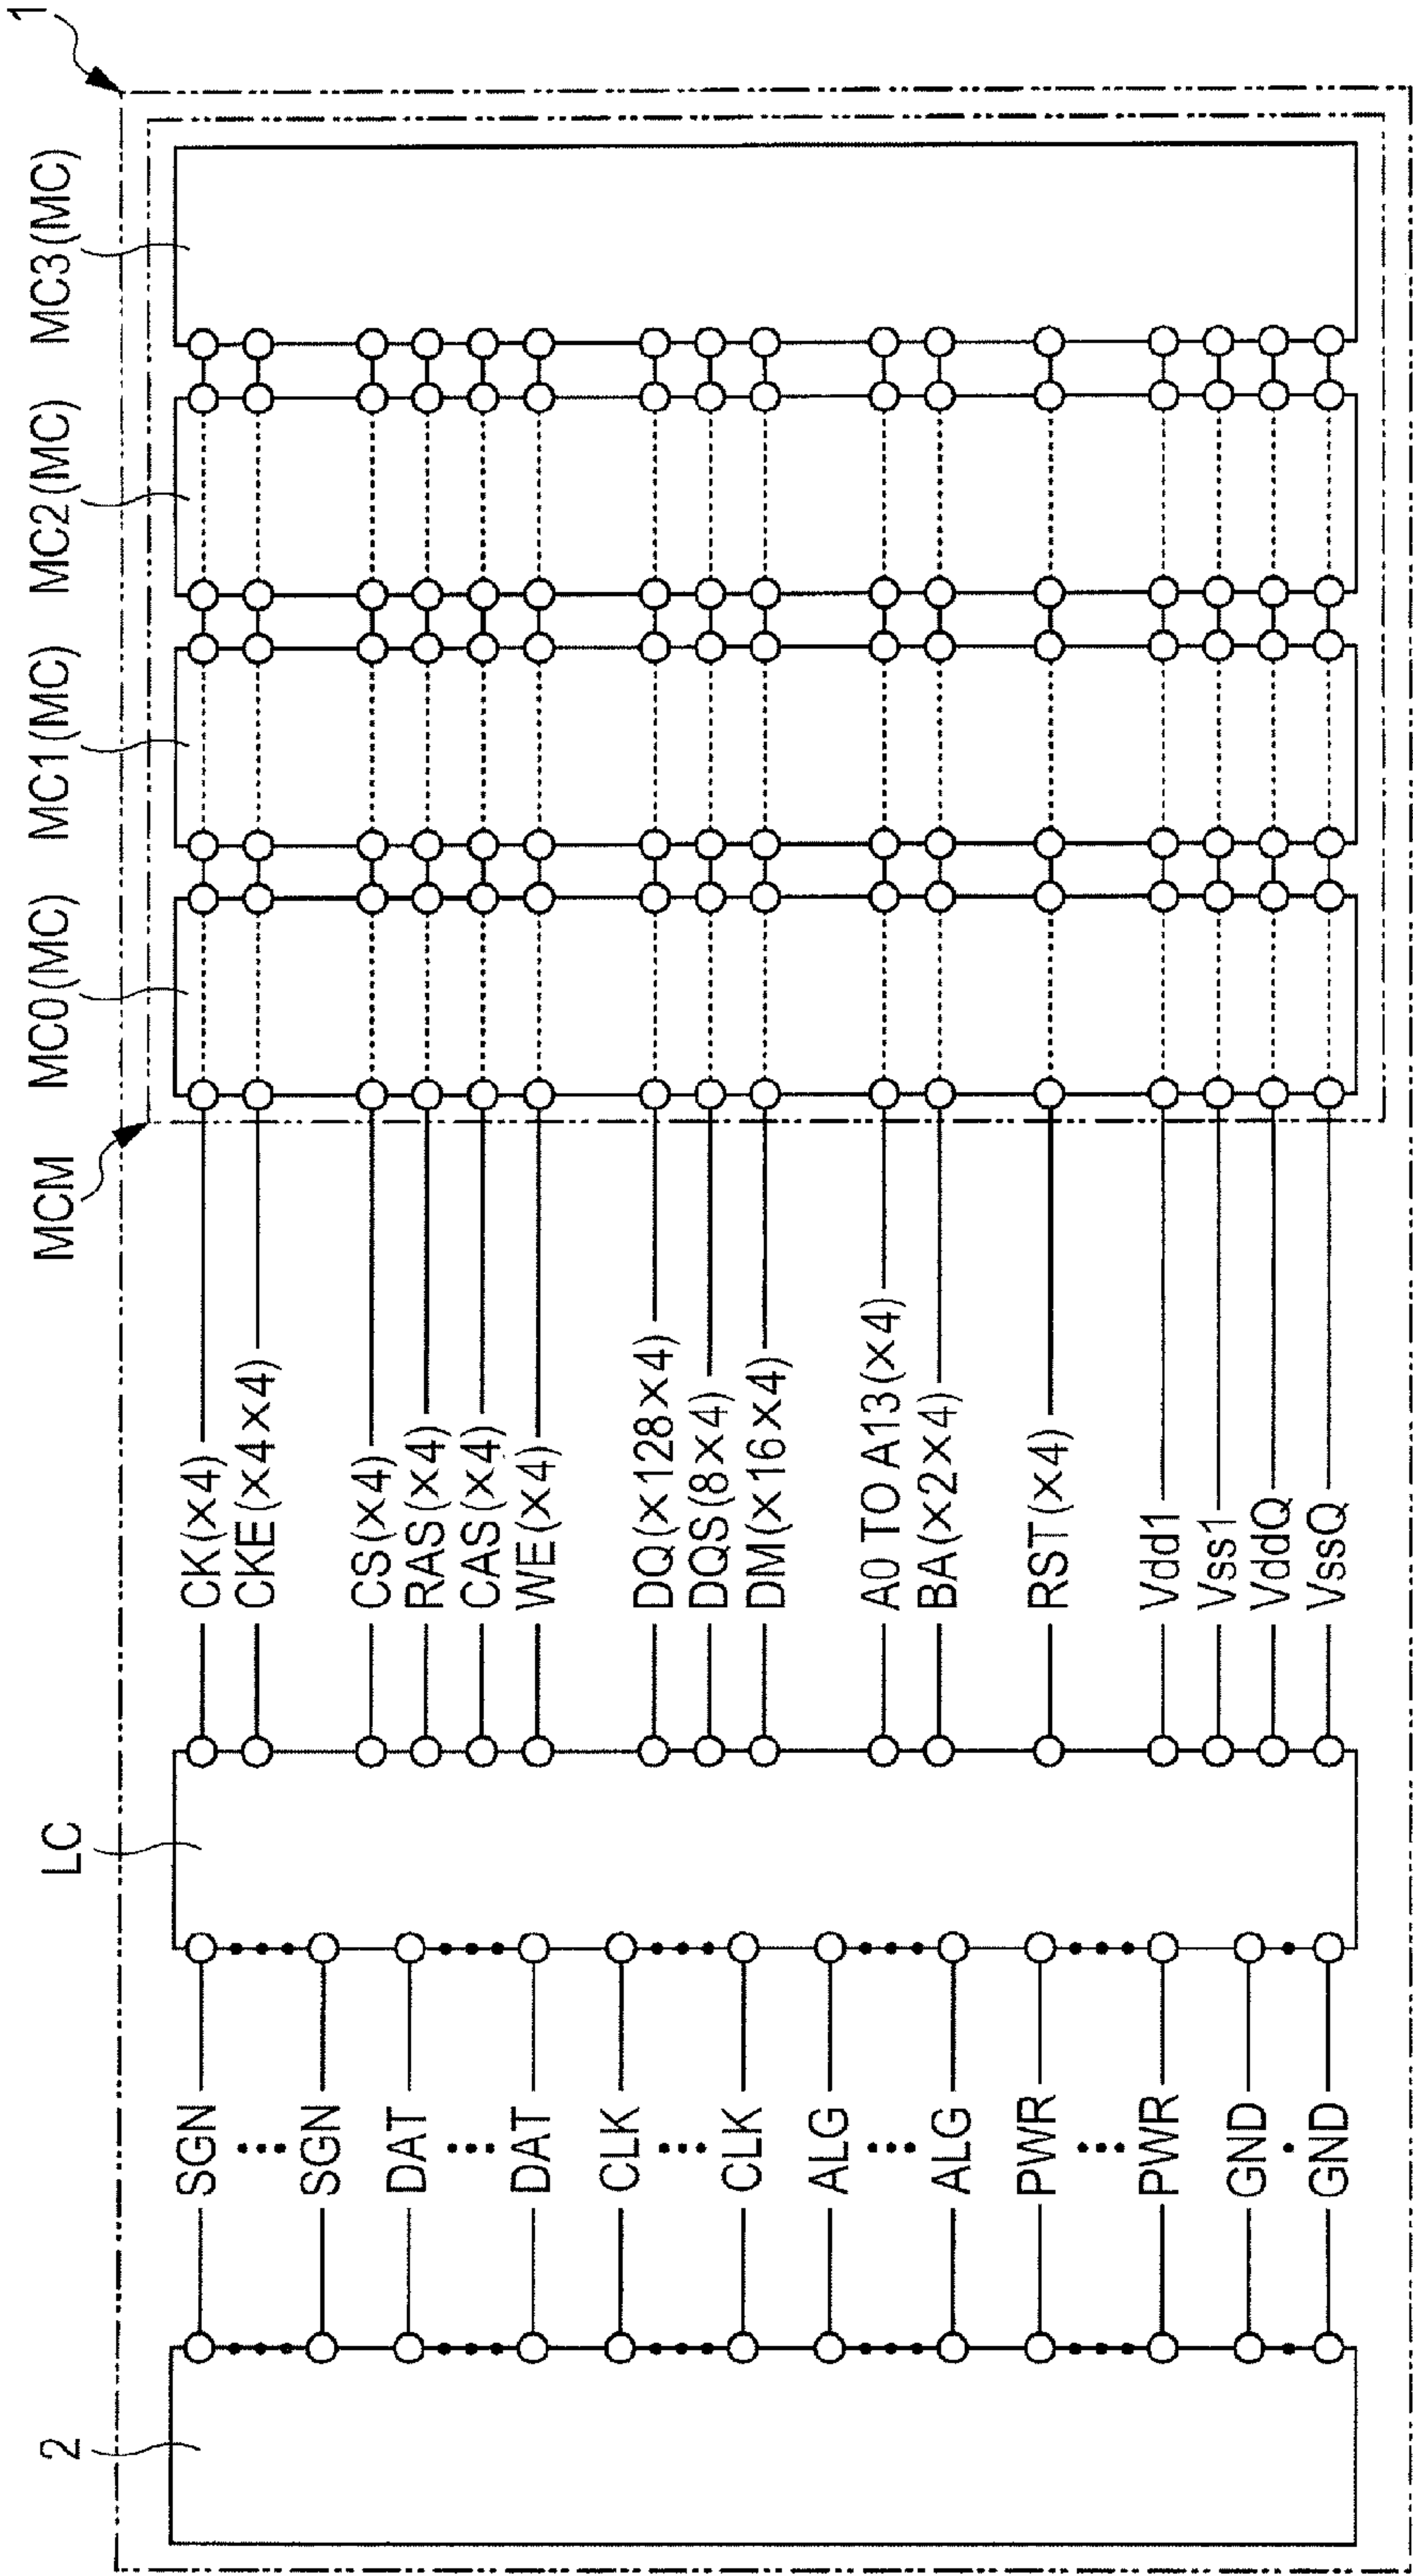 1
MCM
MC0(MC)
MC1(MC)
MC2(MC)
MC3(MC)
LC
2
CK(×4)
CKE(×4×4)
CS(×4)
RAS(×4)
CAS(×4)
WE(×4)
DQ(×128×4)
DQS(8×4)
DM(×16×4)
A0 TO A13(×4)
BA(×2×4)
RST(×4)
Vdd1
Vss1
VddQ
VssQ
SGN
SGN
DAT
DAT
CLK
CLK
ALG
ALG
PWR
PWR
GND
GND